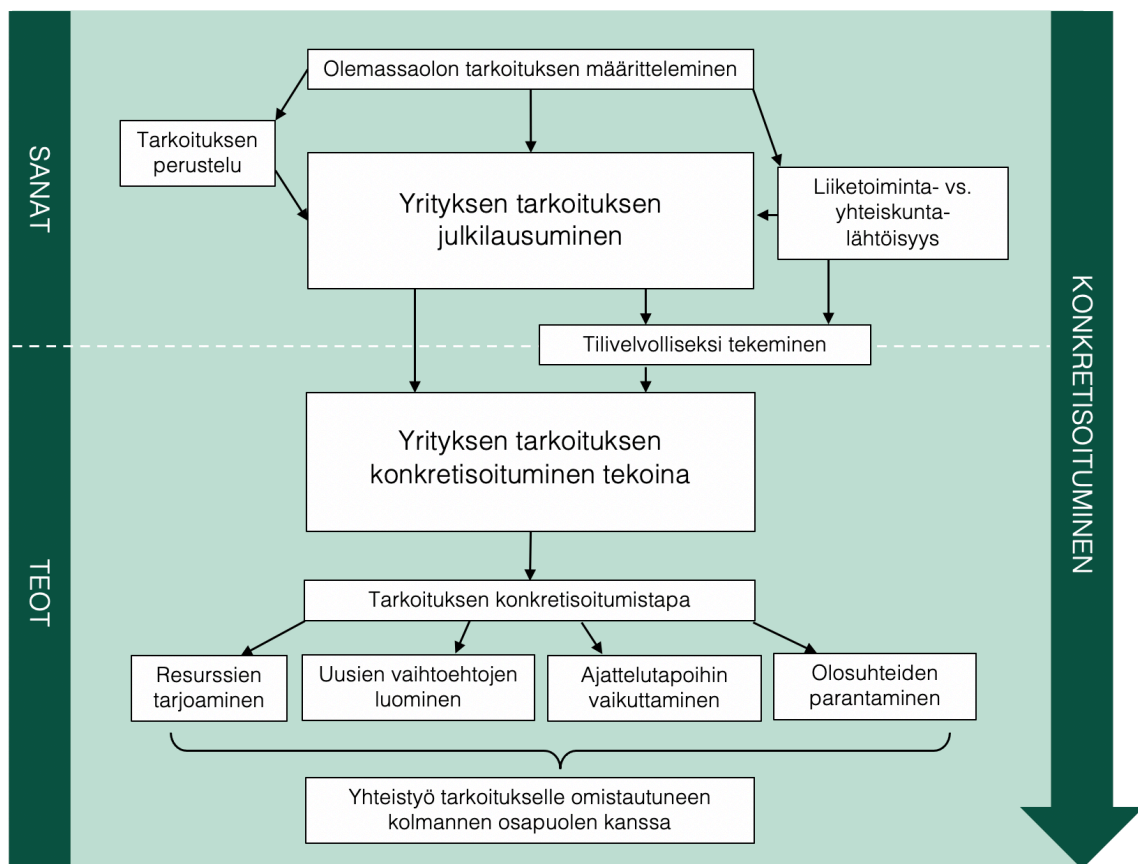 Olemassaolon tarkoituksen määritteleminen
Tarkoituksen
perustelu
Yrityksen tarkoituksen
julkilausuminen
Liiketoiminta- vs.
yhteiskunta-
lähtöisyys
SANAT
Tilivelvolliseksi tekeminen
Yrityksen tarkoituksen
konkretisoituminen tekoina
KONKRETISOITUMINEN
TEOT
Tarkoituksen konkretisoitumistapa
Resurssien
tarjoaminen
Uusien vaihtoehtojen
luominen
Ajattelutapoihin
vaikuttaminen
Olosuhteiden
parantaminen
Yhteistyö tarkoitukselle omistautuneen
kolmannen osapuolen kanssa